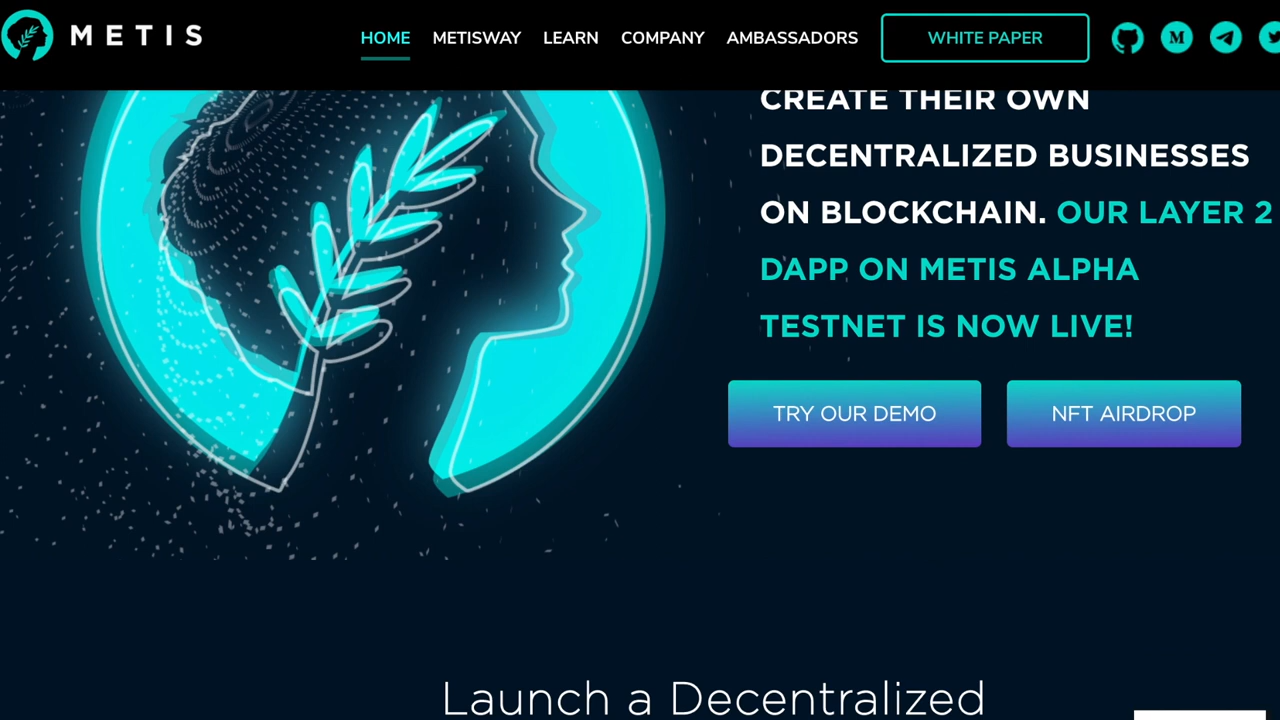 METIS
HOME METISWAY LEARN COMPANY AMBASSADORS WHITE PAPER
M
CREATE THEIR OWN
DECENTRALIZED BUSINESSES
ON BLOCKCHAIN. OUR LAYER 2
DAPP ON METIS ALPHA
TESTNET IS NOW LIVE!
TRY OUR DEMO NFT AIRDROP
Launch a Decentralized